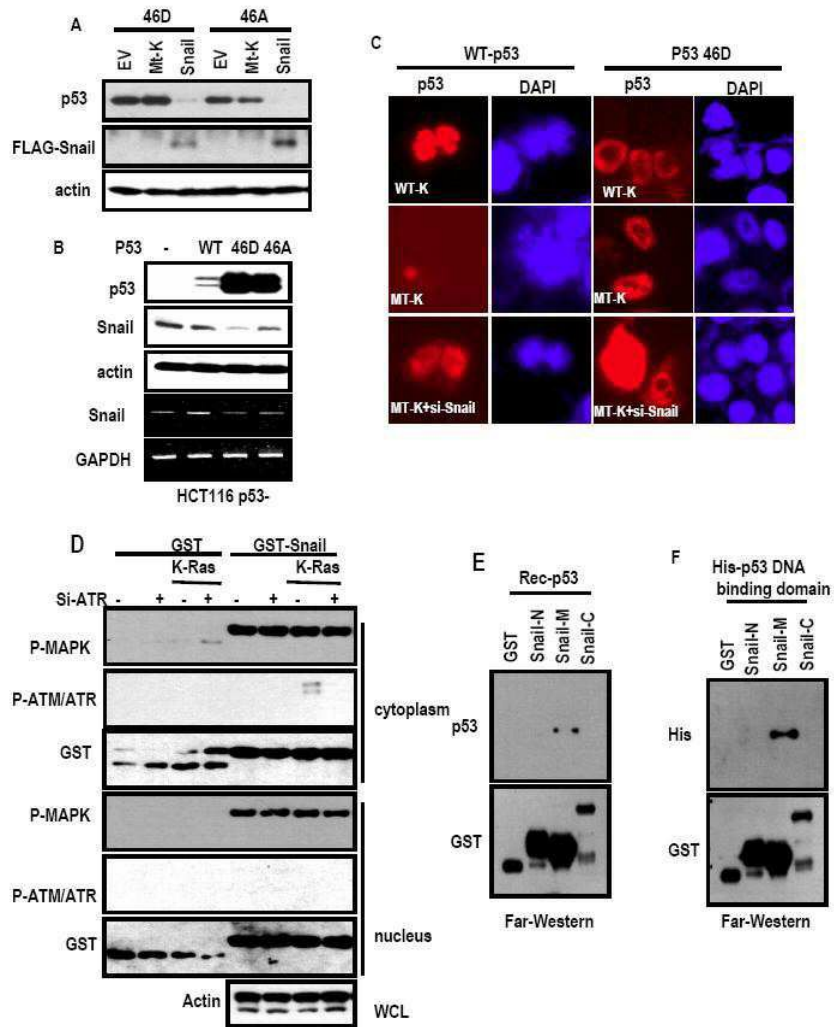 A
46D 46A
EV Mt-K Snail EV Mt-K Snail
p53
FLAG-Snail
actin
B
P53 - WT 46D 46A
p53
Snail
actin
Snail
GAPDH
HCT116 p53-
C
WT-p53 P53 46D
p53 DAPI p53 DAPI
WT-K WT-K
MT-K MT-K
MT-K+si-Snail MT-K+si-Snail
D
GST GST-Snail
K-Ras K-Ras
Si-ATR - + - + - + - +
P-MAPK
P-ATM/ATR
cytoplasm
GST
P-MAPK
P-ATM/ATR
nucleus
GST
Actin WCL
E
Rec-p53
GST Snail-N Snail-M Snail-C
p53
GST
Far-Western
F
His-p53 DNA
binding domain
GST Snail-N Snail-M Snail-C
His
GST
Far-Western